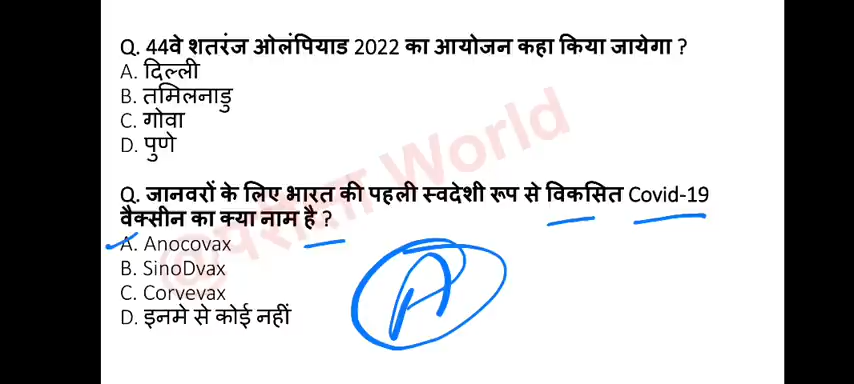 Q. 44वे शतरंज ओलंपियाड 2022 का आयोजन कहा किया जायेगा ?
A. दिल्ली
B. तमिलनाडु
C. गोवा
D. पुणे
Q. जानवरों के लिए भारत की पहली स्वदेशी रूप से विकसित Covid-19
वैक्सीन का क्या नाम है ?
A. Anocovax
B. SinoDvax
C. Corvevax
D. इनमे से कोई नहीं
A
@परीक्षा World